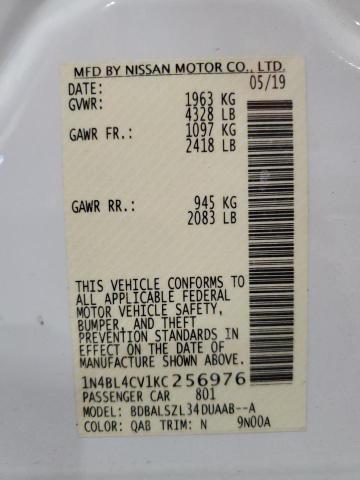 MFD BY NISSAN MOTOR CO., LTD.
DATE: 05/19
GVWR: 1963 KG
4328 LB
GAWR FR.: 1097 KG
2418 LB
GAWR RR.: 945 KG
2083 LB
THIS VEHICLE CONFORMS TO
ALL APPLICABLE FEDERAL
MOTOR VEHICLE SAFETY,
BUMPER, AND THEFT
PREVENTION STANDARDS IN
EFFECT ON THE DATE OF
MANUFACTURE SHOWN ABOVE.
1N4BL4CV1KC256976
PASSENGER CAR 801
MODEL: BDBALSZL34DUAAB--A
COLOR: QAB TRIM: N 9N00A